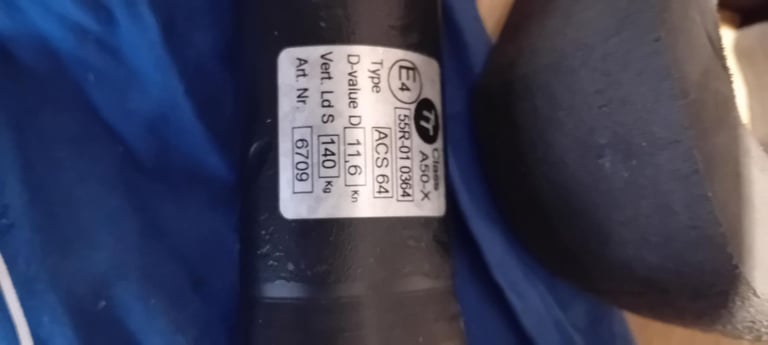 TT Class A50-X
E4 55R-01 0364
Type ACS 64
D-value D 11,6 Kn
Vert. Ld S 140 Kg
Art. Nr. 6709